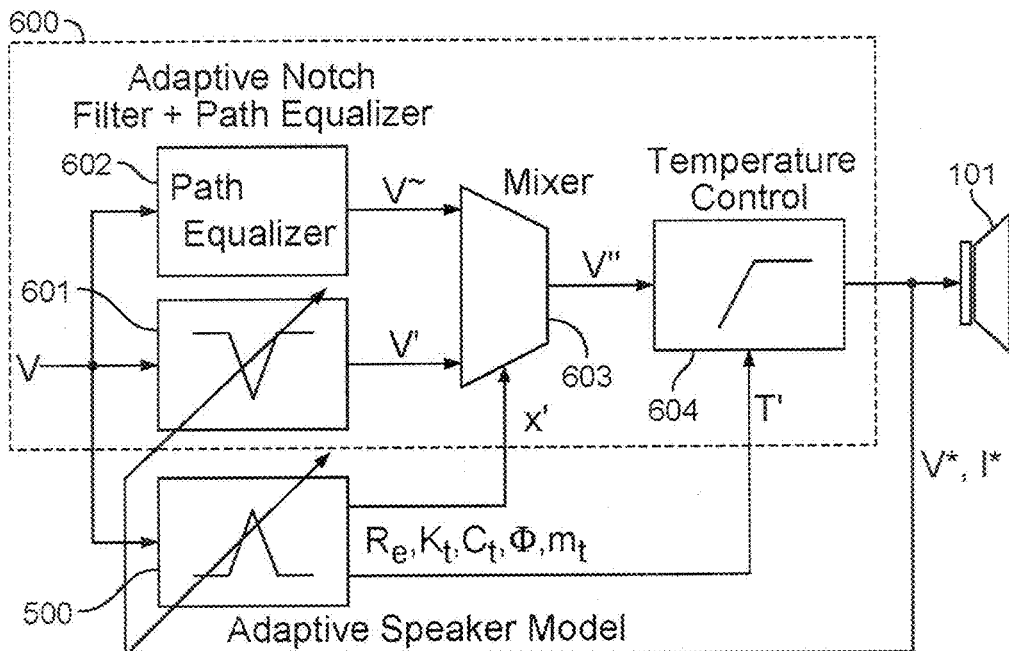 600
Adaptive Notch
Filter + Path Equalizer
602
Path
Equalizer
V~
Mixer
Temperature
Control
101
601
V
V'
V"
603
604
x'
T'
V*, I*
Re,Kt,Ct,Φ,mt
500
Adaptive Speaker Model